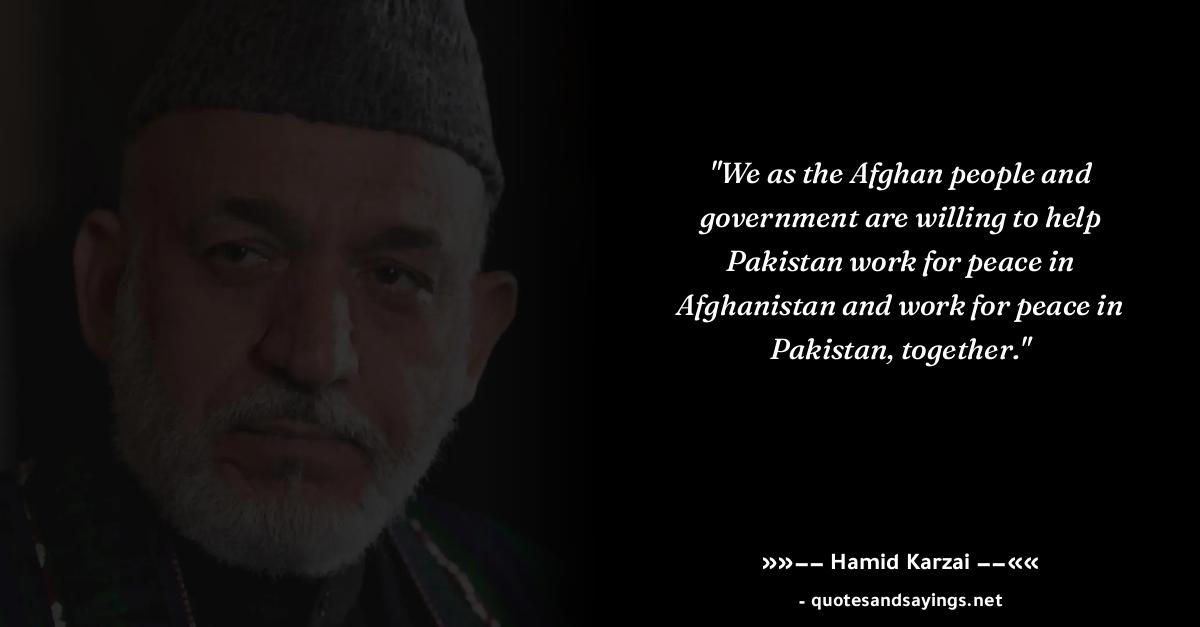 "We as the Afghan people and
government are willing to help
Pakistan work for peace in
Afghanistan and work for peace in
Pakistan, together."
»»–– Hamid Karzai ––««
- quotesandsayings.net